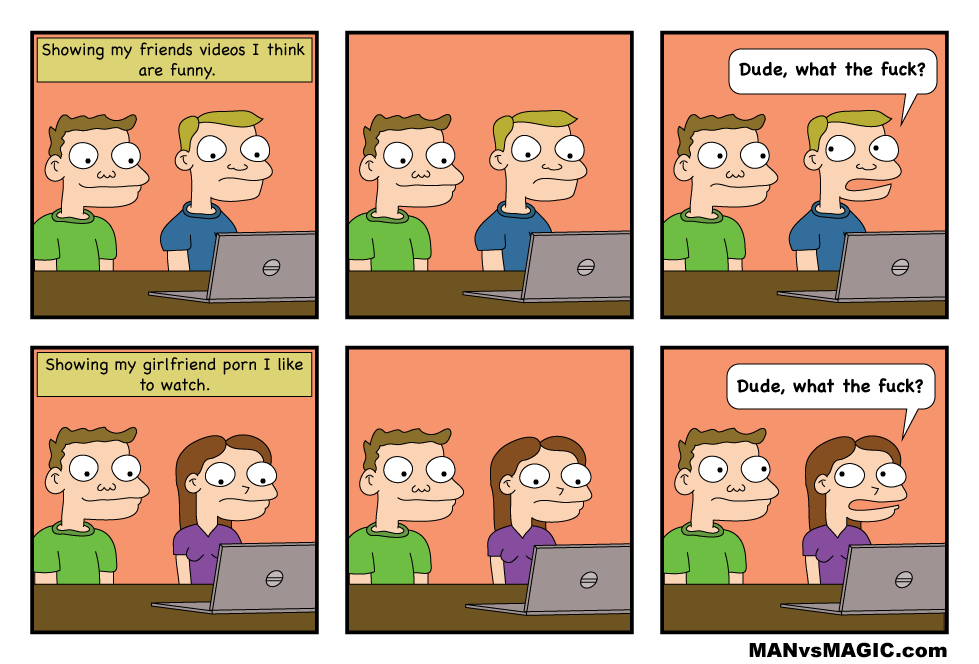 Showing my friends videos I think
are funny.
Dude, what the fuck?
Showing my girlfriend porn I like
to watch.
Dude, what the fuck?
MANvsMAGIC.com